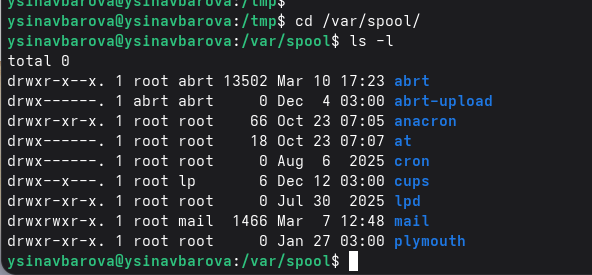 ysinavbarova@ysinavbarova:/tmp$
ysinavbarova@ysinavbarova:/tmp$ cd /var/spool/
ysinavbarova@ysinavbarova:/var/spool$ ls -l
total 0
drwxr-x--x. 1 root abrt 13502 Mar 10 17:23 abrt
drwx------. 1 abrt abrt     0 Dec  4 03:00 abrt-upload
drwxr-xr-x. 1 root root    66 Oct 23 07:05 anacron
drwx------. 1 root root    18 Oct 23 07:07 at
drwx------. 1 root root     0 Aug  6  2025 cron
drwx--x---. 1 root lp       6 Dec 12 03:00 cups
drwxr-xr-x. 1 root root     0 Jul 30  2025 lpd
drwxrwxr-x. 1 root mail  1466 Mar  7 12:48 mail
drwxr-xr-x. 1 root root     0 Jan 27 03:00 plymouth
ysinavbarova@ysinavbarova:/var/spool$